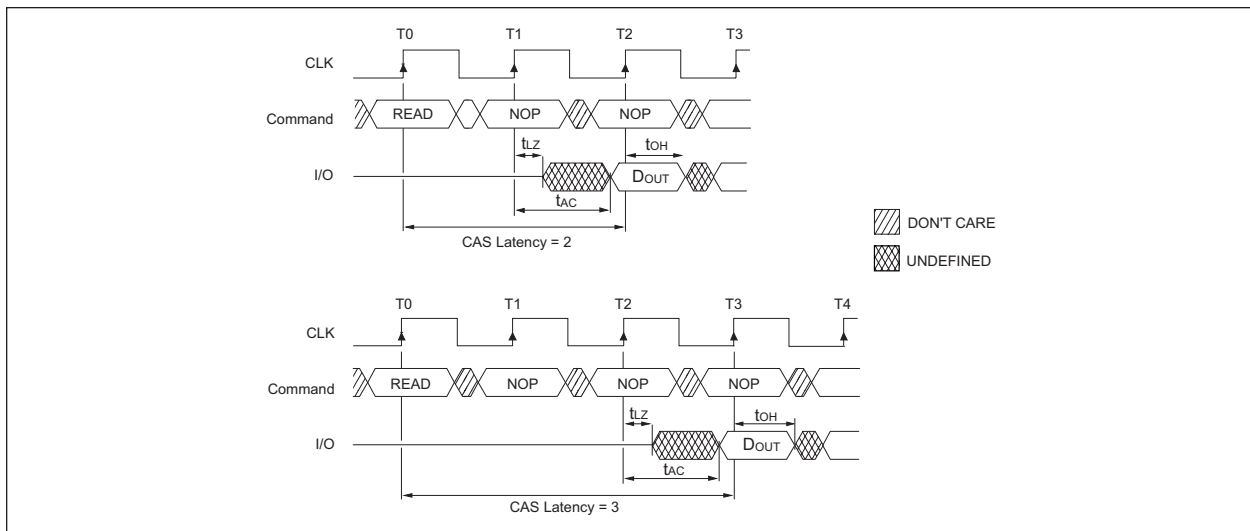 T0 T1 T2 T3
CLK
Command READ NOP NOP
tLZ tOH
I/O DOUT
tAC
CAS Latency = 2
DON'T CARE
UNDEFINED
T0 T1 T2 T3 T4
CLK
Command READ NOP NOP NOP
tLZ tOH
I/O DOUT
tAC
CAS Latency = 3